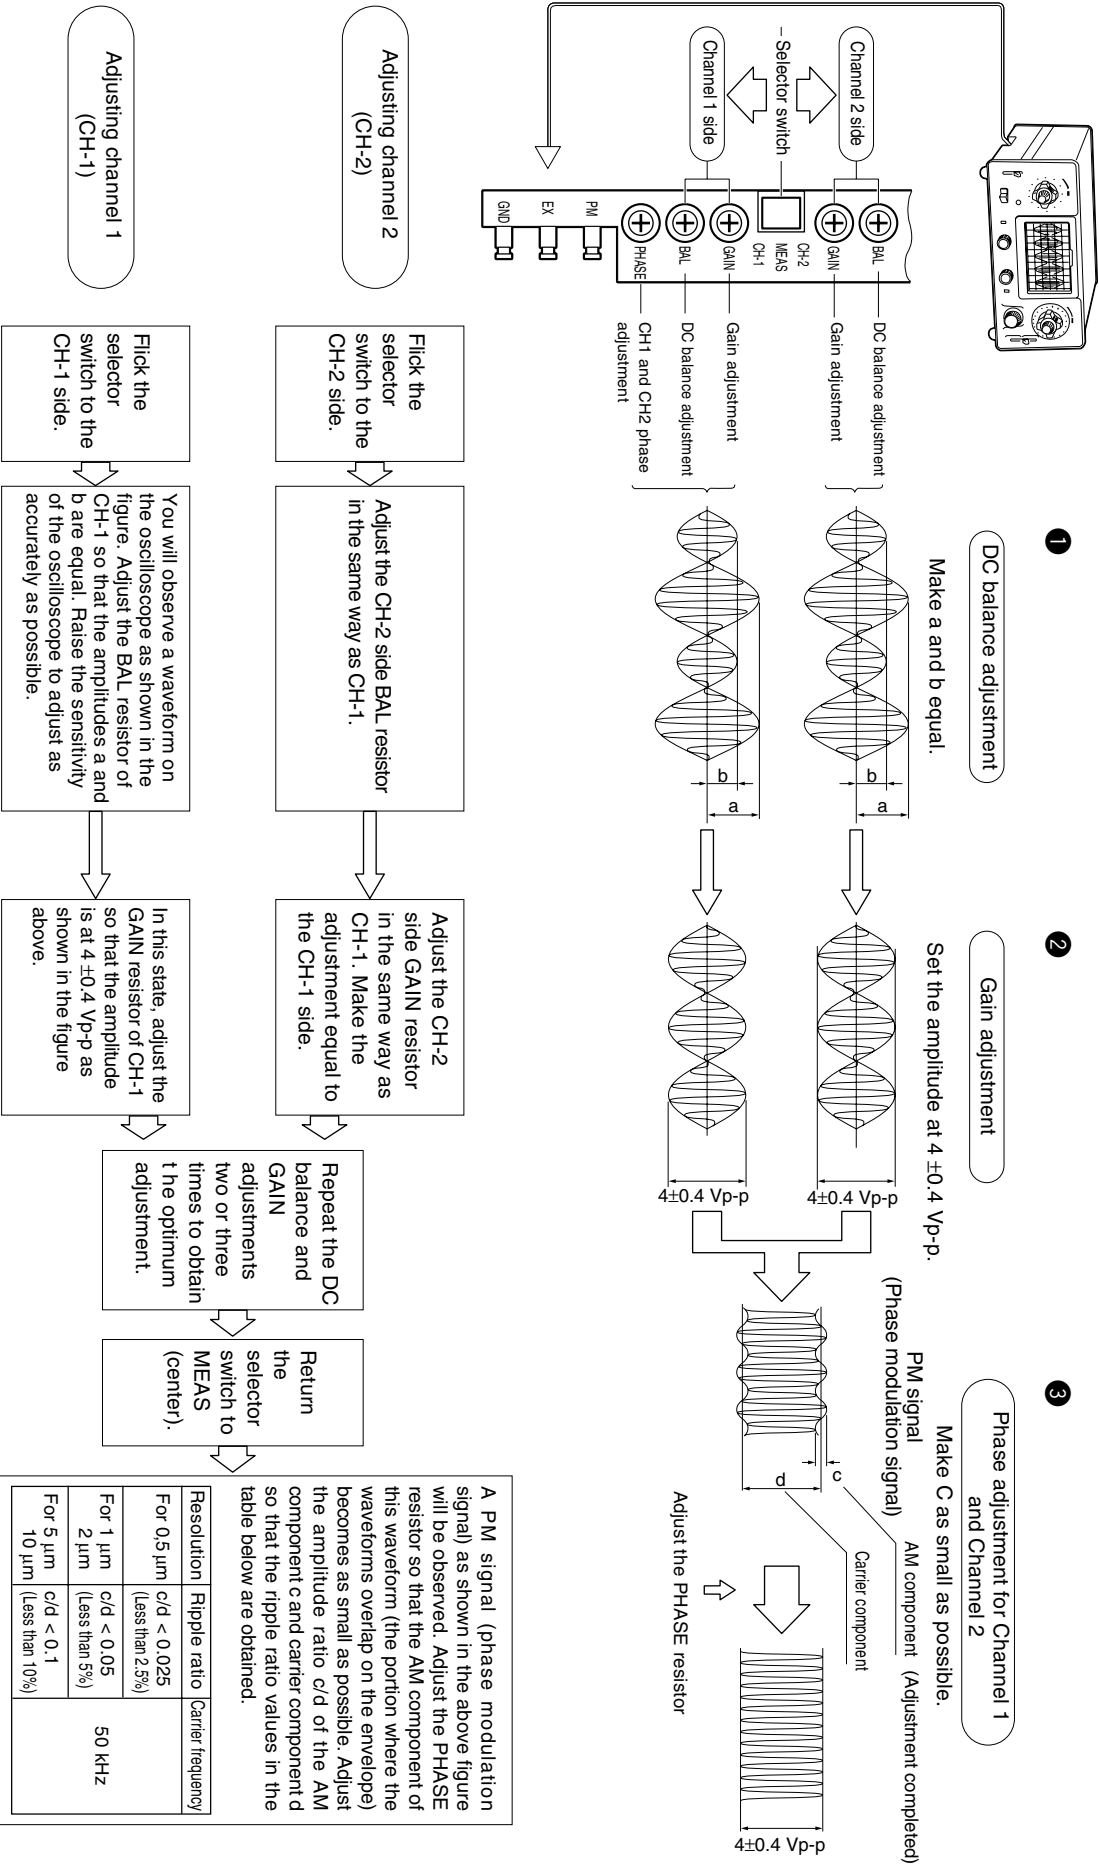 ❶
DC balance adjustment
Make a and b equal.
❷
Gain adjustment
Set the amplitude at 4 ±0.4 Vp-p.
❸
Phase adjustment for Channel 1
and Channel 2
Make C as small as possible.
PM signal
(Phase modulation signal)
AM component
(Adjustment completed)
Carrier component
Adjust the PHASE resistor
c
d
4±0.4 Vp-p
Channel 2 side
Selector switch
Channel 1 side
BAL
GAIN
CH-2
MEAS
CH-1
GAIN
BAL
PHASE
PM
EX
GND
DC balance adjustment
Gain adjustment
Gain adjustment
DC balance adjustment
CH1 and CH2 phase
adjustment
b
a
b
a
4±0.4 Vp-p
4±0.4 Vp-p
Adjusting channel 2
(CH-2)
Flick the
selector
switch to the
CH-2 side.
Adjust the CH-2 side BAL resistor
in the same way as CH-1.
Adjust the CH-2
side GAIN resistor
in the same way as
CH-1. Make the
adjustment equal to
the CH-1 side.
Adjusting channel 1
(CH-1)
Flick the
selector
switch to the
CH-1 side.
You will observe a waveform on
the oscilloscope as shown in the
figure. Adjust the BAL resistor of
CH-1 so that the amplitudes a and
b are equal. Raise the sensitivity
of the oscilloscope to adjust as
accurately as possible.
In this state, adjust the
GAIN resistor of CH-1
so that the amplitude
is at 4 ±0.4 Vp-p as
shown in the figure
above.
Repeat the DC
balance and
GAIN
adjustments
two or three
times to obtain
t he optimum
adjustment.
Return
the
selector
switch to
MEAS
(center).
A PM signal (phase modulation
signal) as shown in the above figure
will be observed. Adjust the PHASE
resistor so that the AM component of
this waveform (the portion where the
waveforms overlap on the envelope)
becomes as small as possible. Adjust
the amplitude ratio c/d of the AM
component c and carrier component d
so that the ripple ratio values in the
table below are obtained.
Resolution Ripple ratio Carrier frequency
For 0,5 µm c/d < 0.025
(Less than 2.5%)
For 1 µm c/d < 0.05
2 µm (Less than 5%)
50 kHz
For 5 µm c/d < 0.1
10 µm (Less than 10%)